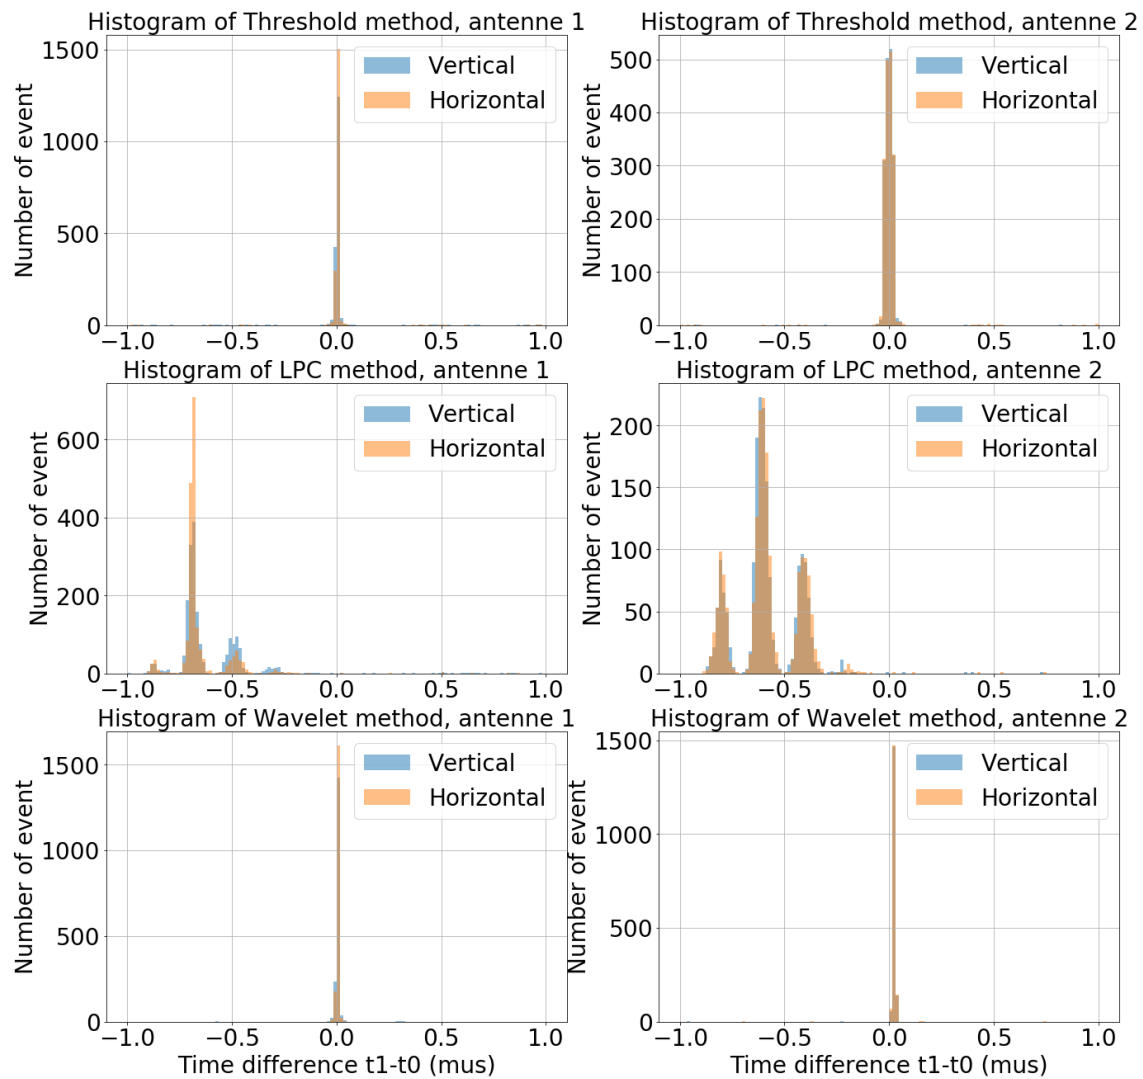 Histogram of Threshold method, antenne 1
Number of event
1500
1000
500
0
−1.0 −0.5 0.0 0.5 1.0
Vertical
Horizontal
Histogram of Threshold method, antenne 2
Number of event
500
400
300
200
100
0
−1.0 −0.5 0.0 0.5 1.0
Vertical
Horizontal
Histogram of LPC method, antenne 1
Number of event
600
400
200
0
−1.0 −0.5 0.0 0.5 1.0
Vertical
Horizontal
Histogram of LPC method, antenne 2
Number of event
200
150
100
50
0
−1.0 −0.5 0.0 0.5 1.0
Vertical
Horizontal
Histogram of Wavelet method, antenne 1
Number of event
1500
1000
500
0
−1.0 −0.5 0.0 0.5 1.0
Time difference t1-t0 (mus)
Vertical
Horizontal
Histogram of Wavelet method, antenne 2
Number of event
1500
1000
500
0
−1.0 −0.5 0.0 0.5 1.0
Time difference t1-t0 (mus)
Vertical
Horizontal